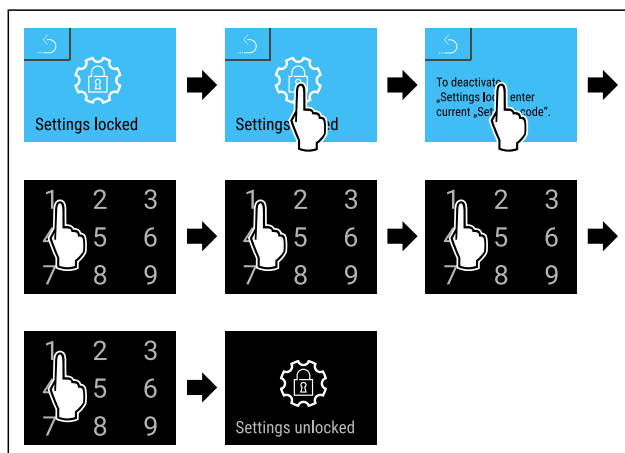 Settings locked
Settings
To deactivate
„Settings enter
current code“.
1 2 3
5 6
7 8 9
1 2 3
5 6
7 8 9
1 2 3
5 6
7 8 9
1 2 3
5 6
7 8 9
Settings unlocked